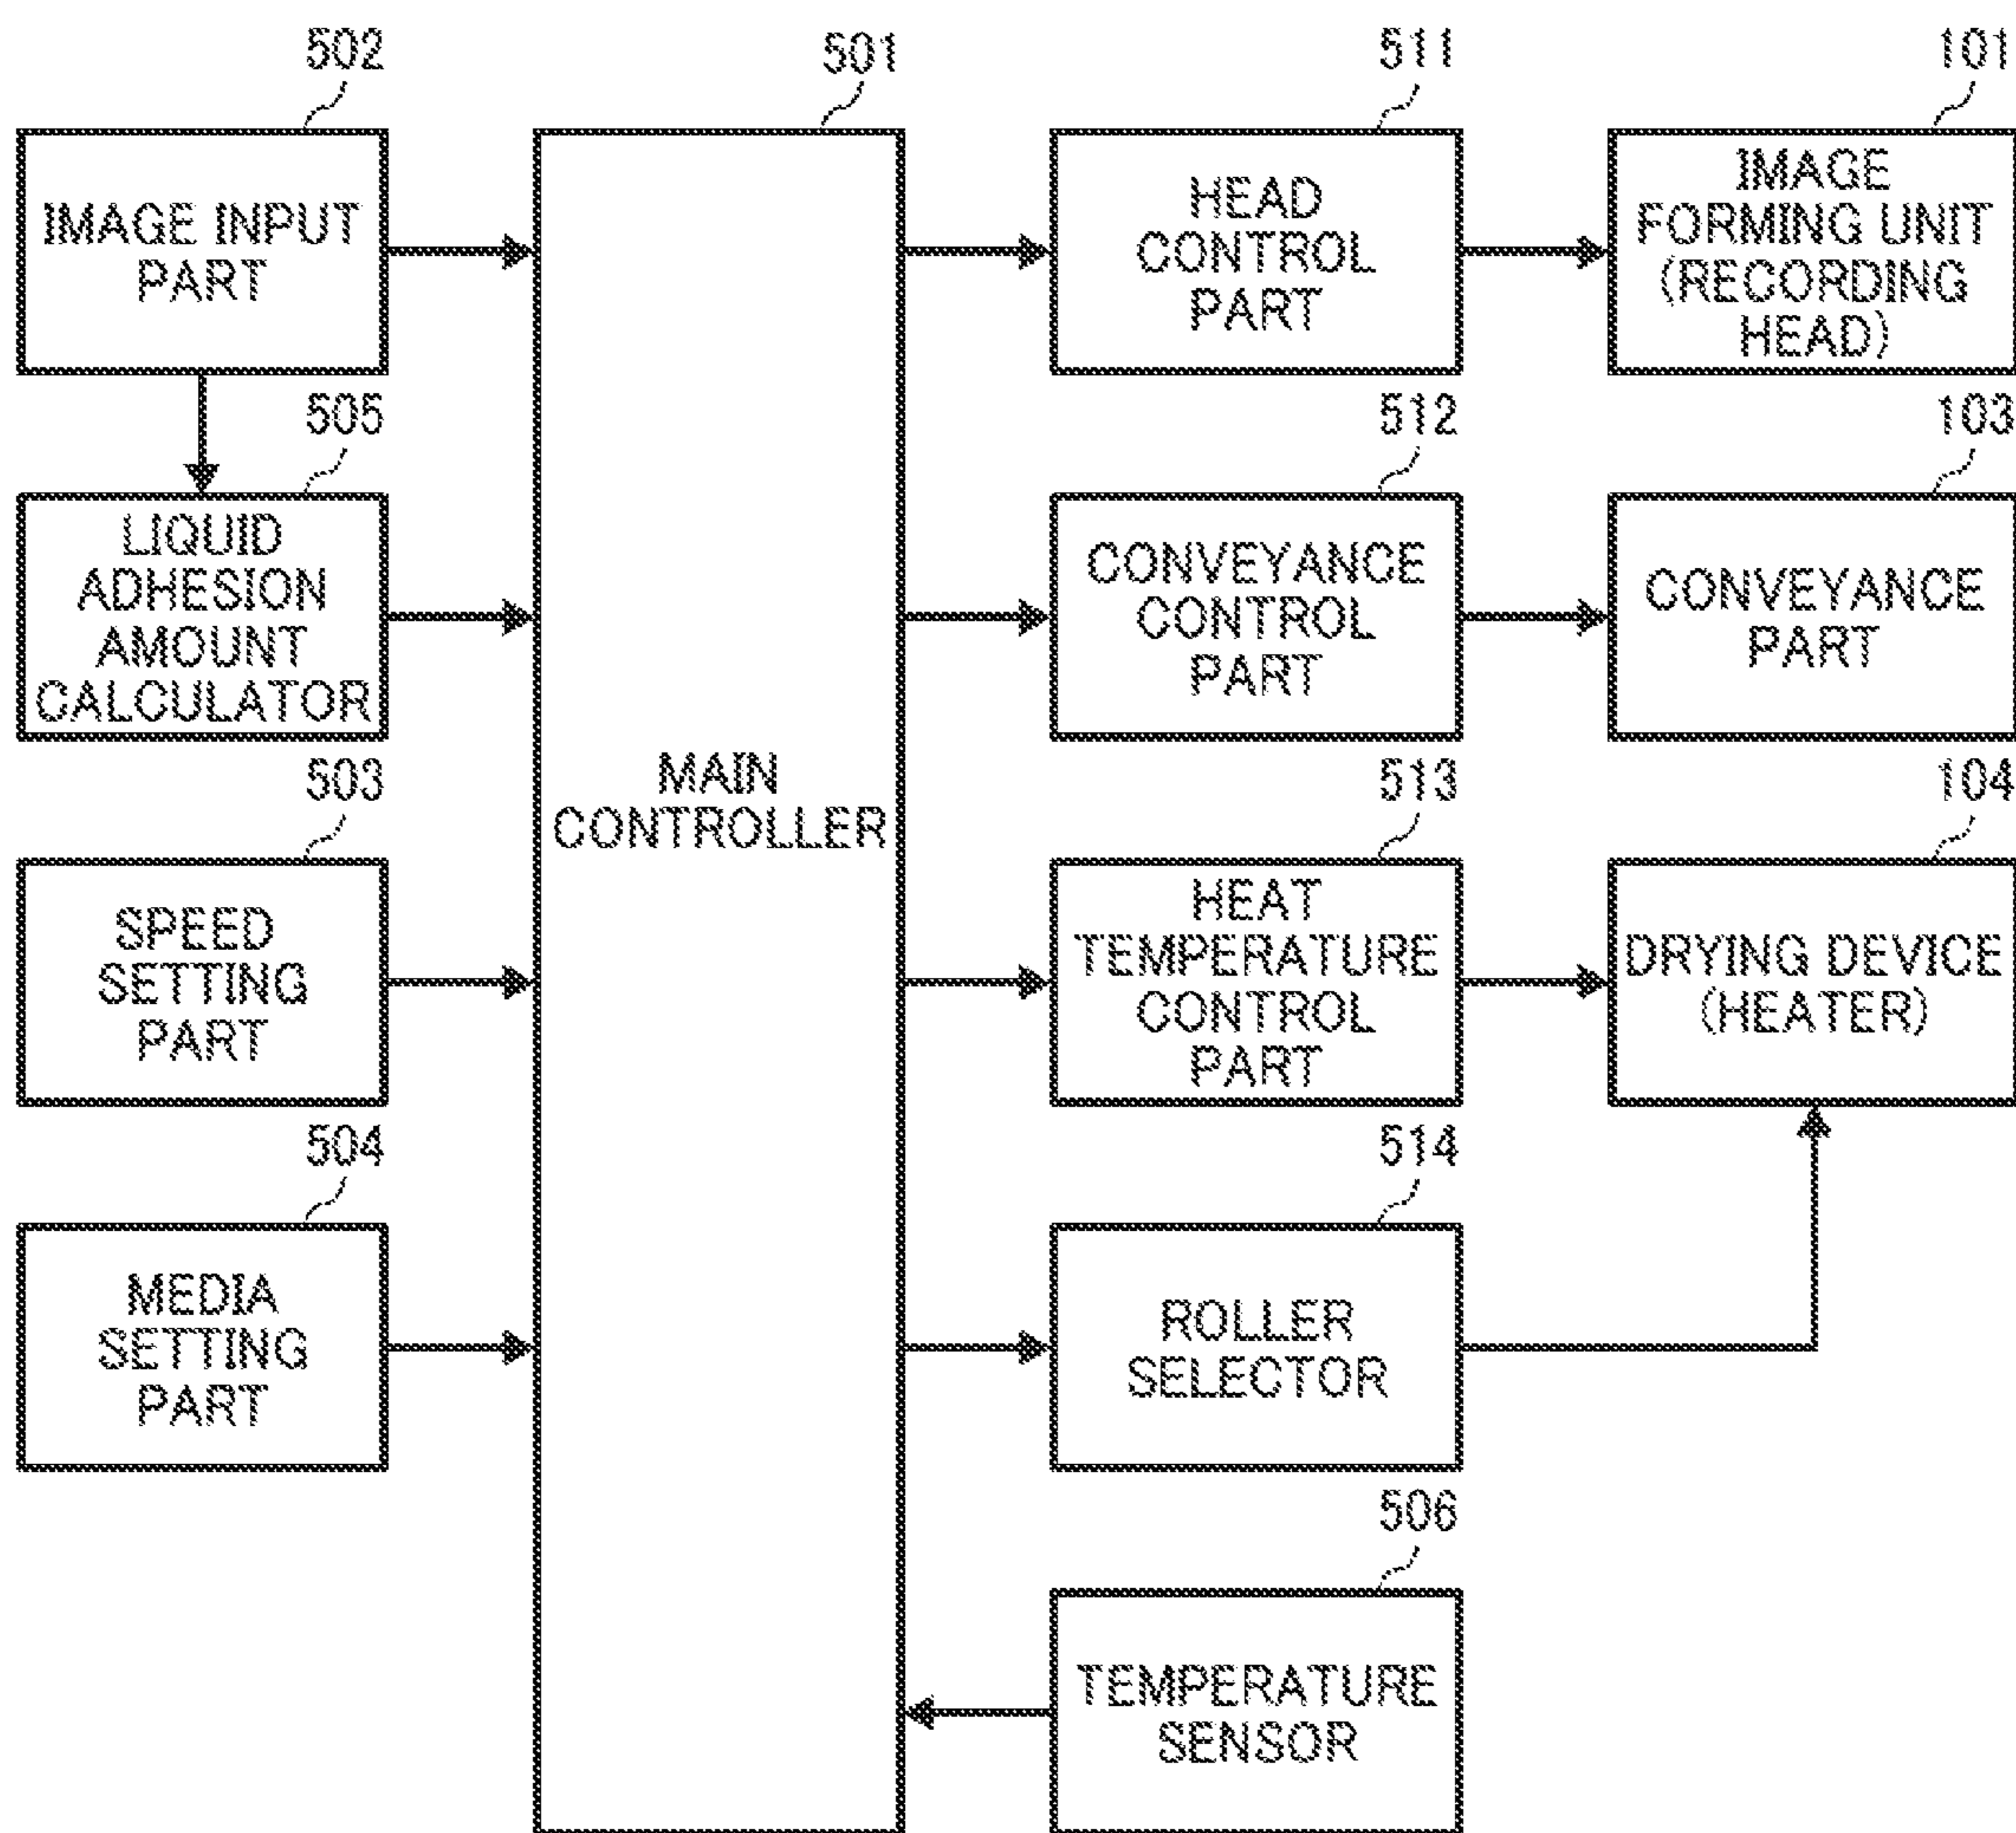 502
501
511
101
IMAGE INPUT
PART
HEAD
CONTROL
PART
IMAGE
FORMING UNIT
(RECORDING
HEAD)
505
512
103
LIQUID
ADHESION
AMOUNT
CALCULATOR
CONVEYANCE
CONTROL
PART
CONVEYANCE
PART
MAIN
CONTROLLER
503
513
104
SPEED
SETTING
PART
HEAT
TEMPERATURE
CONTROL
PART
DRYING DEVICE
(HEATER)
504
514
MEDIA
SETTING
PART
ROLLER
SELECTOR
506
TEMPERATURE
SENSOR